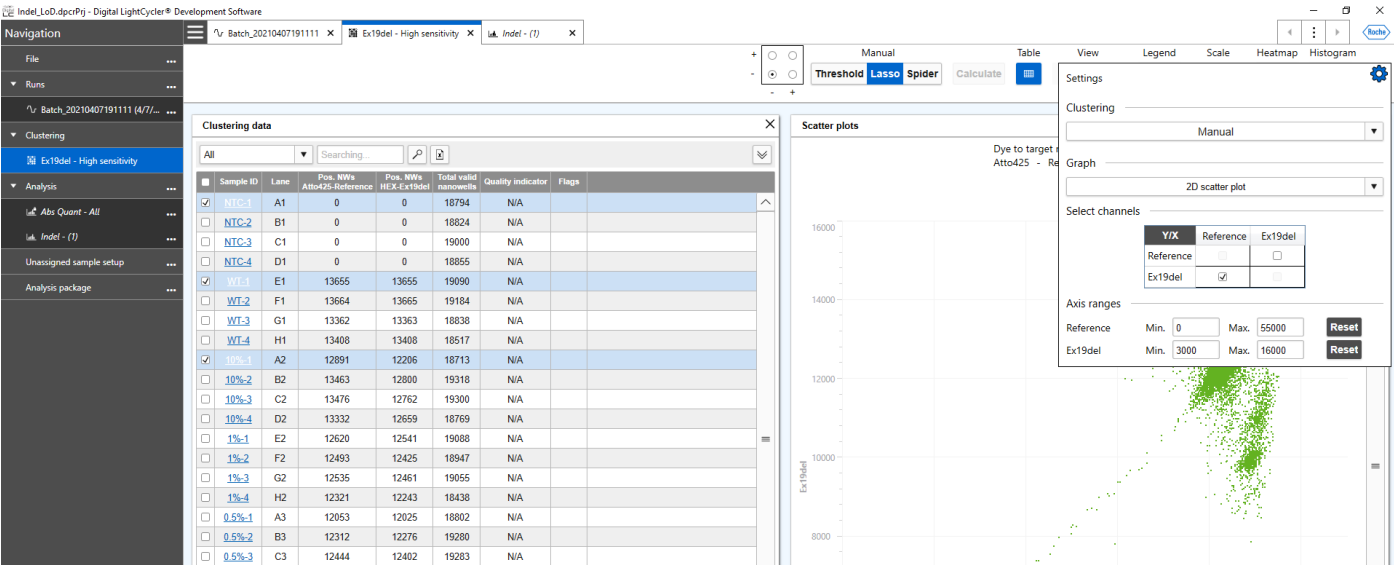 Indel_LoD.dpcrPrj - Digital LightCycler® Development Software
Navigation
Batch_20210407191111
Ex19del - High sensitivity
Indel - (1)
Roche
File
Runs
Batch_20210407191111 (4/7/...
Clustering
Ex19del - High sensitivity
Analysis
Abs Quant - All
Indel - (1)
Unassigned sample setup
Analysis package
+
-
- +
Manual
Threshold Lasso Spider
Calculate
Table
View
Legend
Scale
Heatmap
Histogram
Clustering data
All
Searching...
Sample ID Lane Pos. NWs Atto425-Reference Pos. NWs HEX-Ex19del Total valid nanowells Quality indicator Flags
NTC-1 A1 0 0 18794 N/A
NTC-2 B1 0 0 18824 N/A
NTC-3 C1 0 0 19000 N/A
NTC-4 D1 0 0 18855 N/A
WT-1 E1 13655 13655 19090 N/A
WT-2 F1 13664 13665 19184 N/A
WT-3 G1 13362 13363 18838 N/A
WT-4 H1 13408 13408 18517 N/A
10%-1 A2 12891 12206 18713 N/A
10%-2 B2 13463 12800 19318 N/A
10%-3 C2 13476 12762 19300 N/A
10%-4 D2 13332 12659 18769 N/A
1%-1 E2 12620 12541 19088 N/A
1%-2 F2 12493 12425 18947 N/A
1%-3 G2 12535 12461 19055 N/A
1%-4 H2 12321 12243 18438 N/A
0.5%-1 A3 12053 12025 18802 N/A
0.5%-2 B3 12312 12276 19280 N/A
0.5%-3 C3 12444 12402 19283 N/A
Scatter plots
Dye to target
Atto425 - Re
16000
14000
12000
10000
8000
Ex19del
Settings
Clustering
Manual
Graph
2D scatter plot
Select channels
Y/X Reference Ex19del
Reference
Ex19del
Axis ranges
Reference Min. 0 Max. 55000 Reset
Ex19del Min. 3000 Max. 16000 Reset